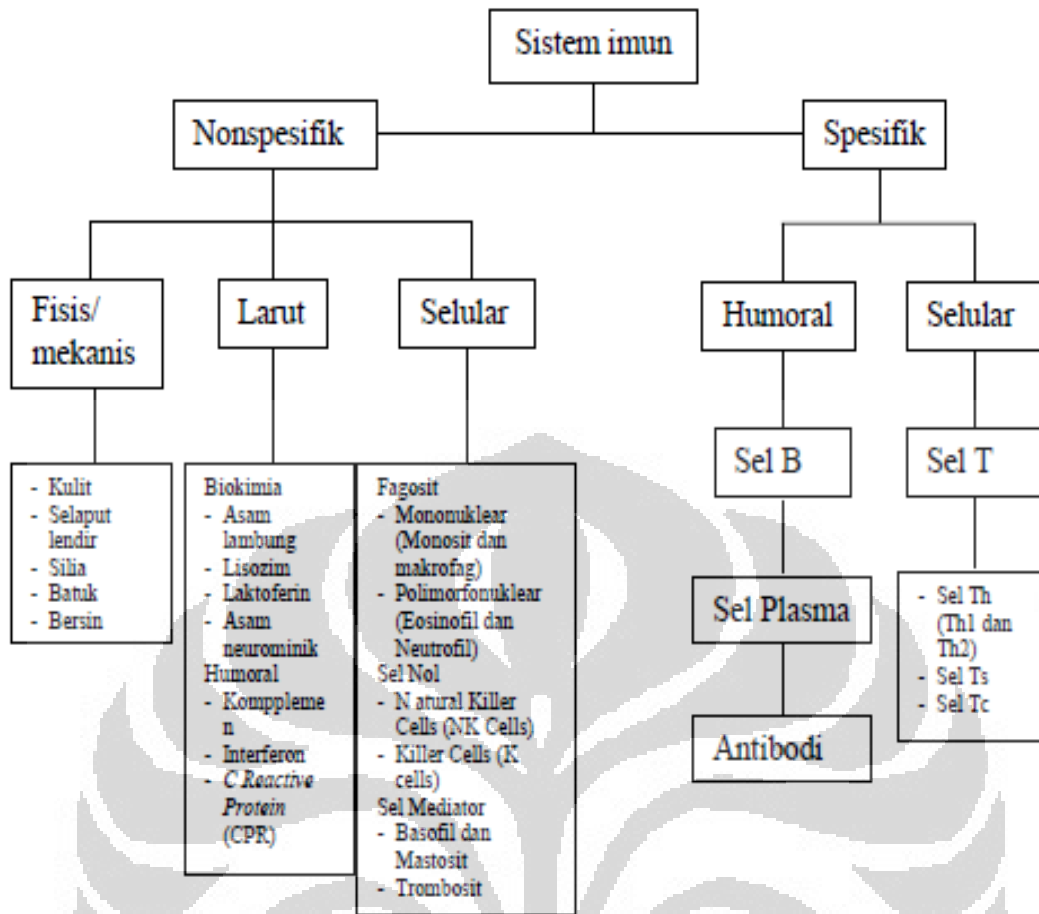 Sistem imun
Nonspesifik
Spesifik
Fisis/
mekanis
Larut
Selular
Humoral
Selular
- Kulit
- Selaput
lendir
- Silia
- Batuk
- Bersin
Biokimia
- Asam
lambung
- Lisozim
- Laktoferin
- Asam
neurominik
Humoral
- Komppleme
n
- Interferon
- C Reactive
Protein
(CPR)
Fagosit
- Mononuklear
(Monosit dan
makrofag)
- Polimorfonuklear
(Eosinofil dan
Neutrofil)
Sel Nol
- N atural Killer
Cells (NK Cells)
- Killer Cells (K
cells)
Sel Mediator
- Basofil dan
Mastosit
- Trombosit
Sel B
Sel Plasma
Antibodi
Sel T
- Sel Th
(Th1 dan
Th2)
- Sel Ts
- Sel Tc